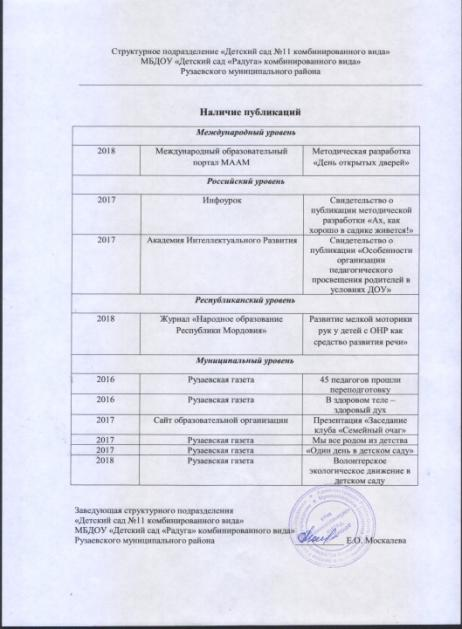 Структурное подразделение «Детский сад №11 комбинированного вида»
МБДОУ «Детский сад «Радуга» комбинированного вида»
Рузаевского муниципального района
Наличие публикаций
Международный уровень
2018 Международный образовательный Методическая разработка
портал МААМ «День открытых дверей»
Российский уровень
2017 Инфоурок Свидетельство о
публикации методической
разработки «Ах, как
хорошо в садике живется!»
2017 Академия Интеллектуального Развития Свидетельство о
публикации «Особенности
организации
педагогического
просвещения родителей в
условиях ДОУ»
Республиканский уровень
2018 Журнал «Народное образование Развитие мелкой моторики
Республики Мордовия» рук у детей с ОНР как
средство развития речи»
Муниципальный уровень
2016 Рузаевская газета 45 педагогов прошли
переподготовку
2016 Рузаевская газета В здоровом теле –
здоровый дух
2017 Сайт образовательной организации Презентация «Заседание
клуба «Семейный очаг»
2017 Рузаевская газета Мы все родом из детства
2017 Рузаевская газета «Один день в детском саду»
2018 Рузаевская газета Волонтерское
экологическое движение в
детском саду
Заведующая структурного подразделения
«Детский сад №11 комбинированного вида»
МБДОУ «Детский сад «Радуга» комбинированного вида»
Рузаевского муниципального района Е.О. Москалева